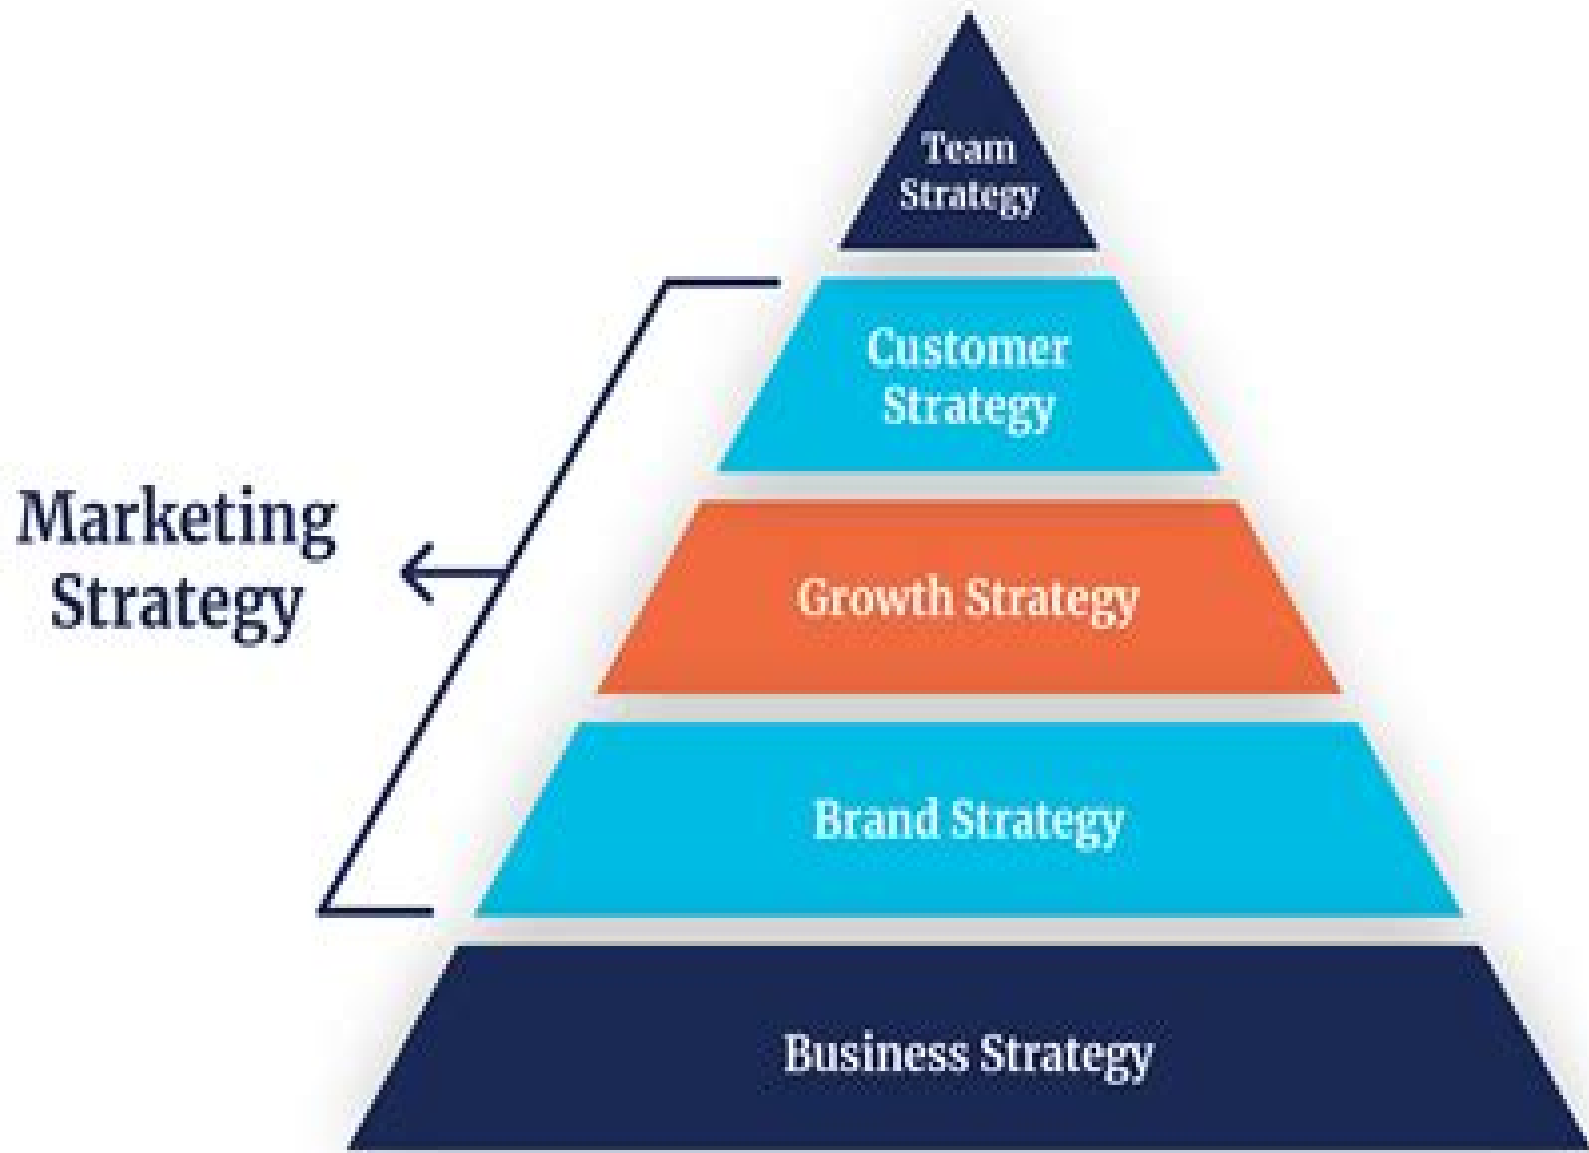 Team
Strategy
Customer
Strategy
Growth Strategy
Marketing
Strategy
Brand Strategy
Business Strategy